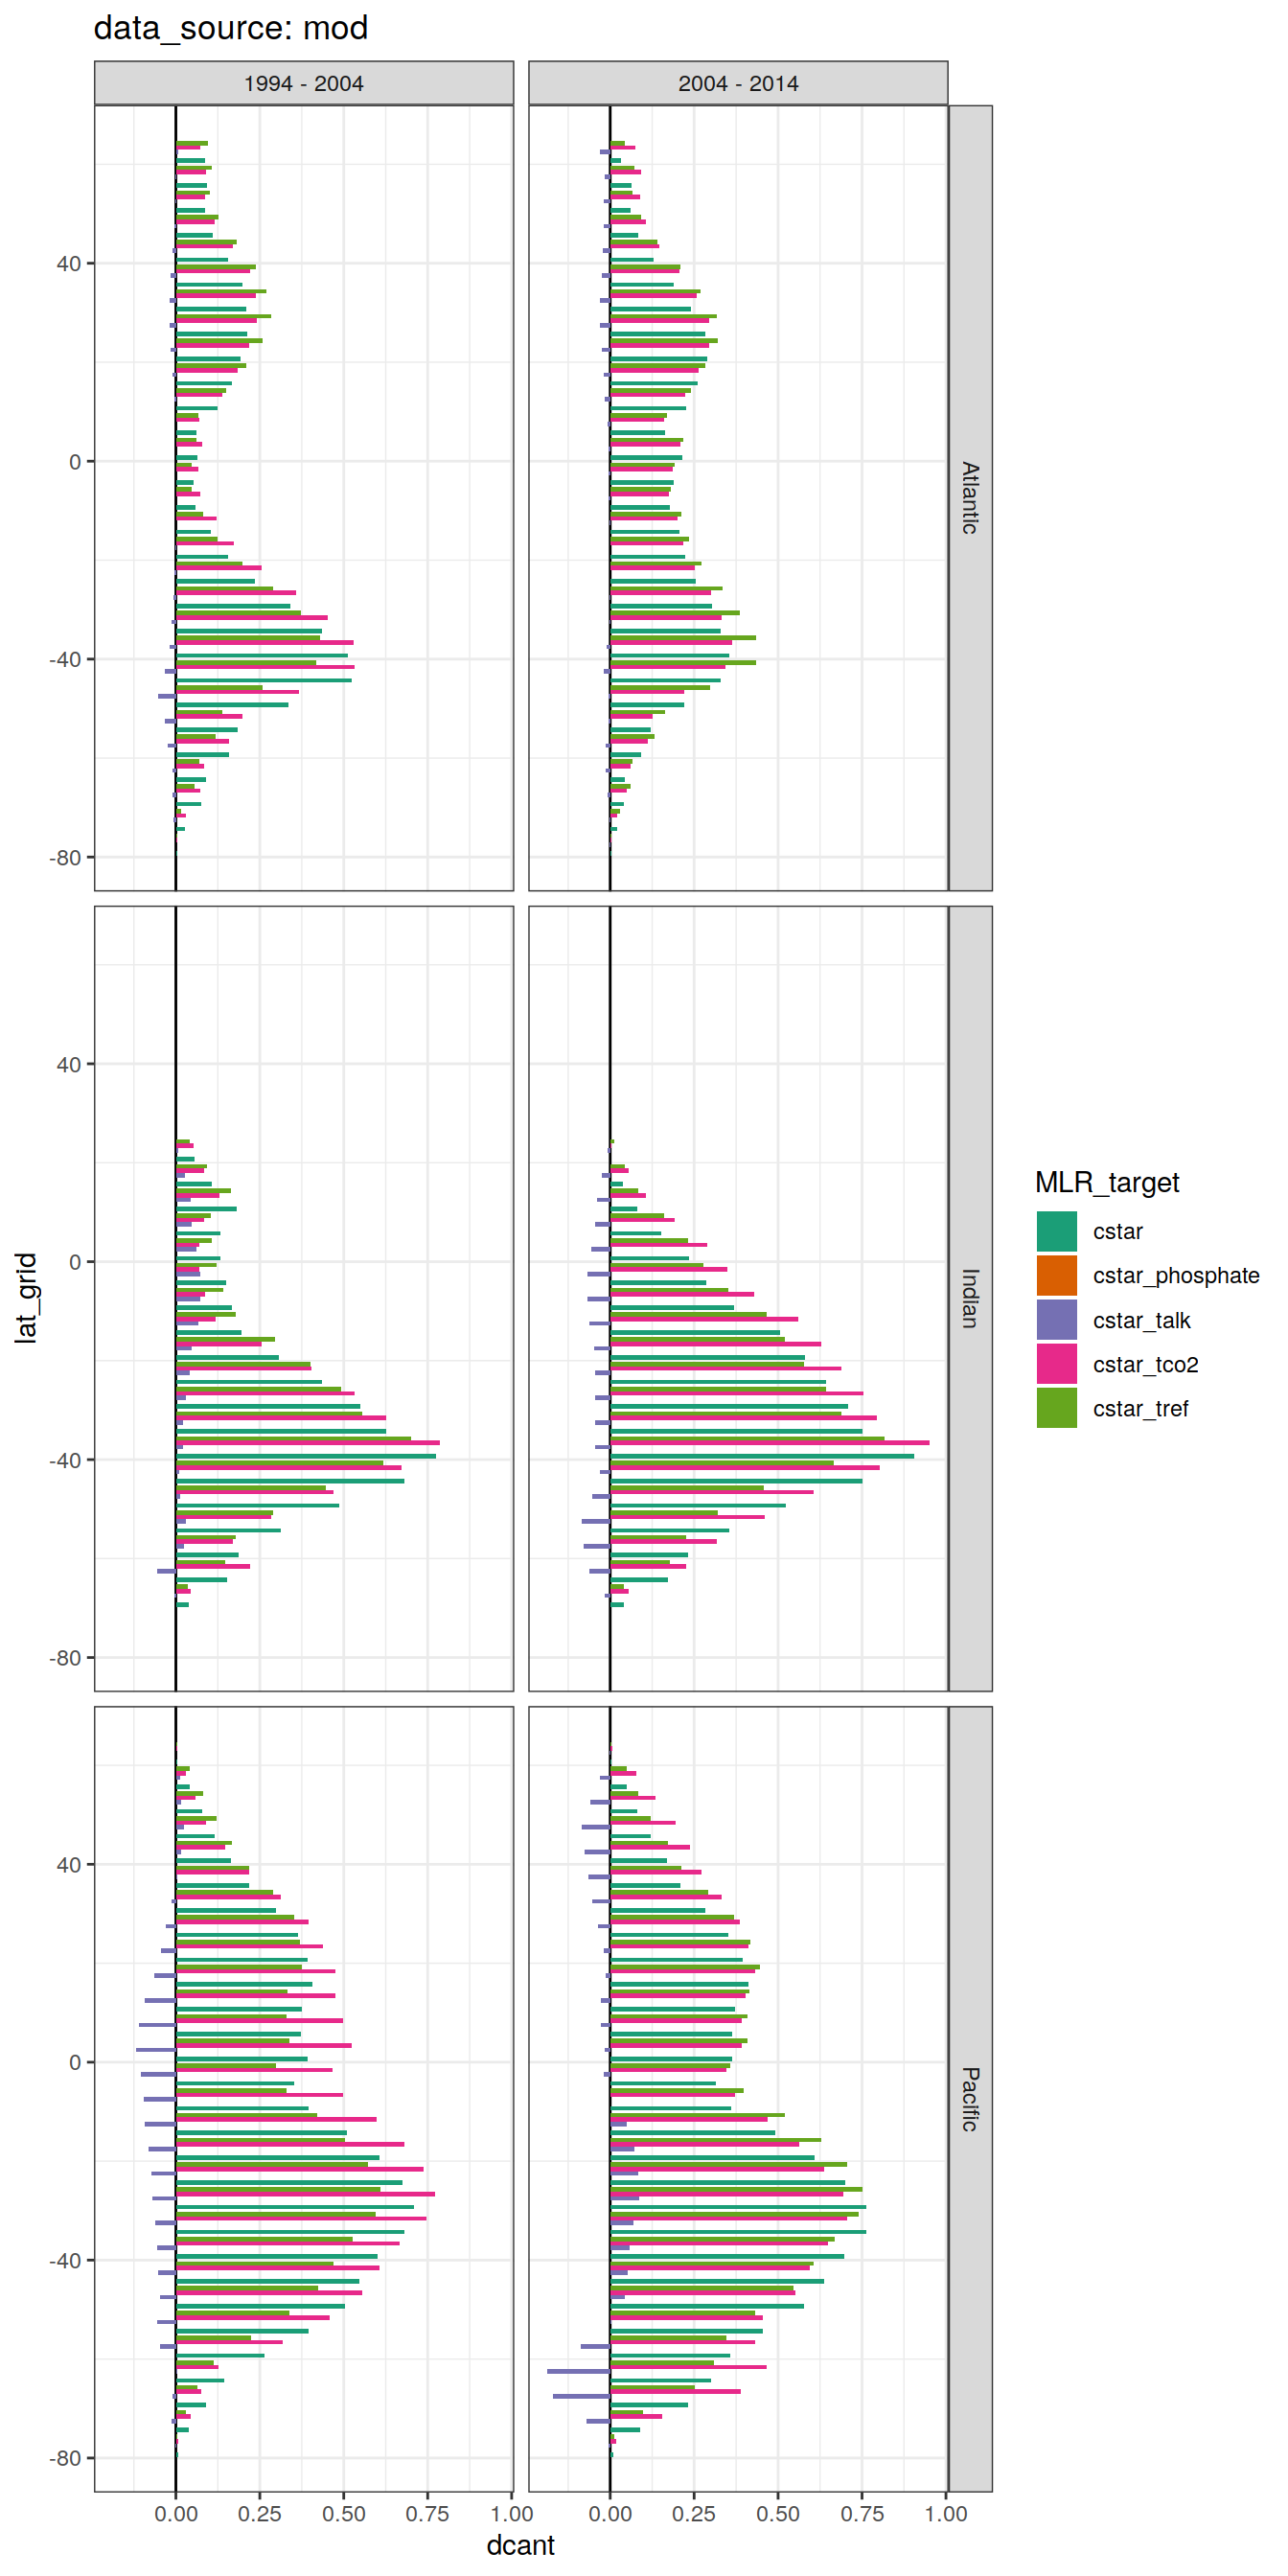 data_source: mod
1994 - 2004
2004 - 2014
40
0
-40
-80
Atlantic
40
0
-40
-80
Indian
40
0
-40
-80
Pacific
lat_grid
0.00 0.25 0.50 0.75 1.00
0.00 0.25 0.50 0.75 1.00
dcant
MLR_target
cstar
cstar_phosphate
cstar_talk
cstar_tco2
cstar_tref